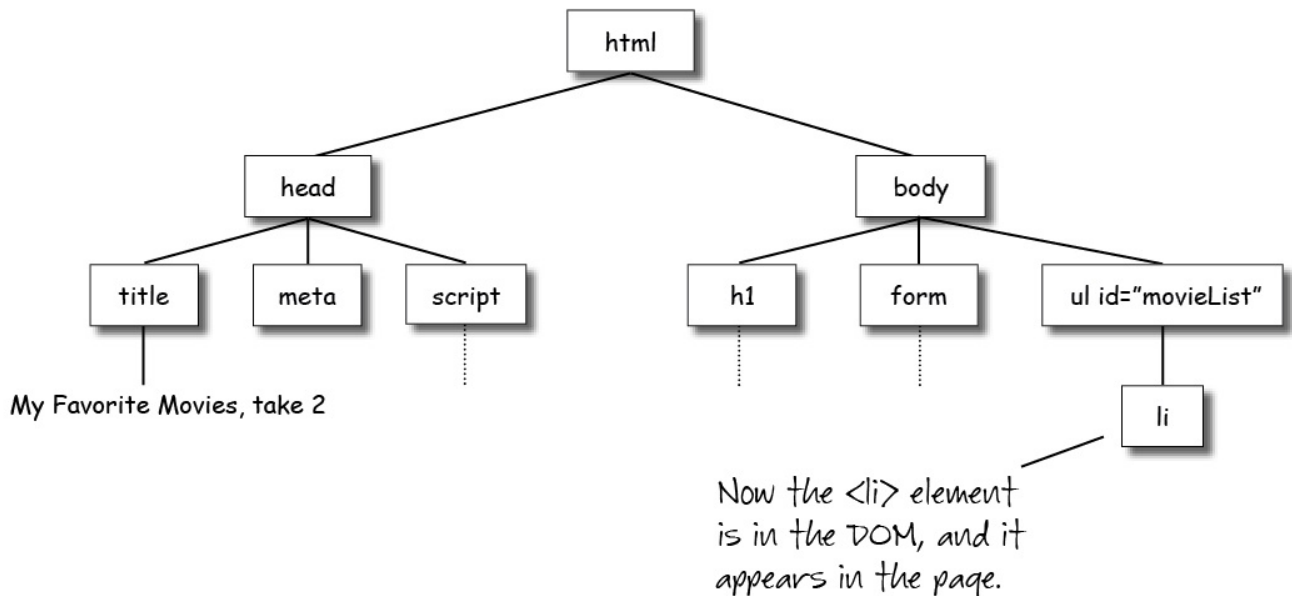 html
head
body
title
meta
script
h1
form
ul id=”movieList”
My Favorite Movies, take 2
li
Now the <li> element
is in the DOM, and it
appears in the page.